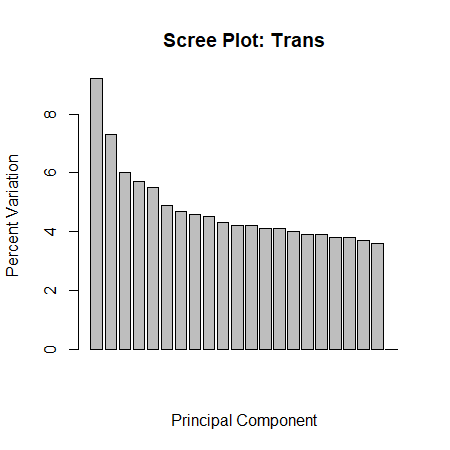 Scree Plot: Trans
Percent Variation
8
6
4
2
0
Principal Component